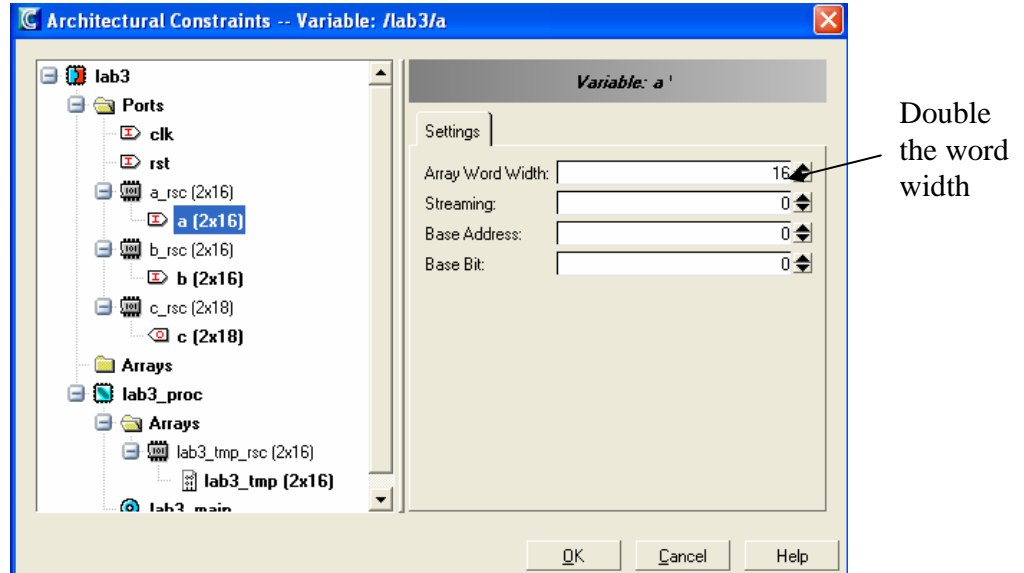 Architectural Constraints -- Variable: /lab3/a
lab3
Ports
clk
rst
a_rsc (2x16)
a (2x16)
b_rsc (2x16)
b (2x16)
c_rsc (2x18)
c (2x18)
Arrays
lab3_proc
Arrays
lab3_tmp_rsc (2x16)
lab3_tmp (2x16)
lab3_main
Variable: a '
Settings
Array Word Width: 16
Streaming: 0
Base Address: 0
Base Bit: 0
OK Cancel Help
Double
the word
width